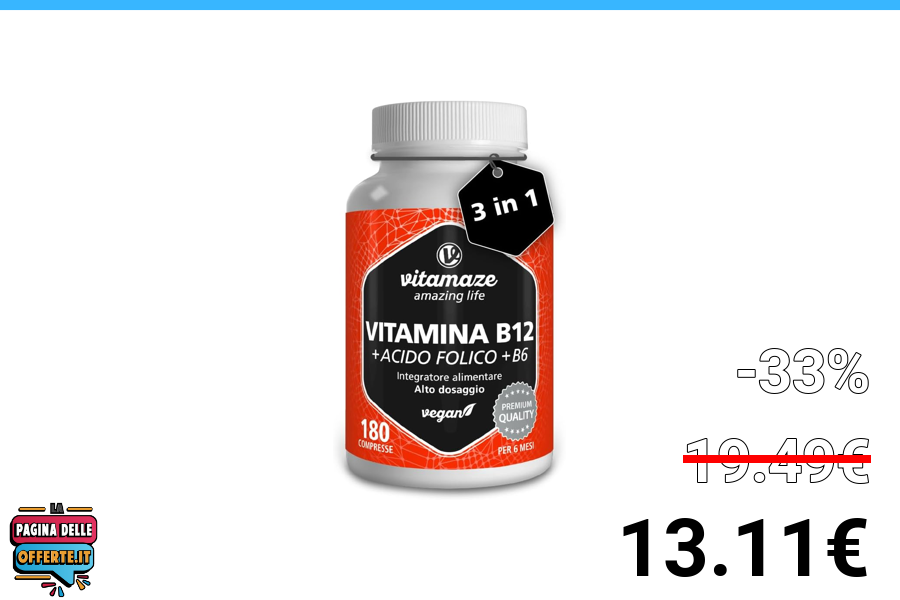 3 in 1
vitamaze
amazing life
VITAMINA B12
+ACIDO FOLICO +B6
Integratore alimentare
Alto dosaggio
vegan
PREMIUM
QUALITY
180
COMPRESSE
PER 6 MESI
-33%
19.49€
13.11€
LA
PAGINA DELLE
OFFERTE.IT